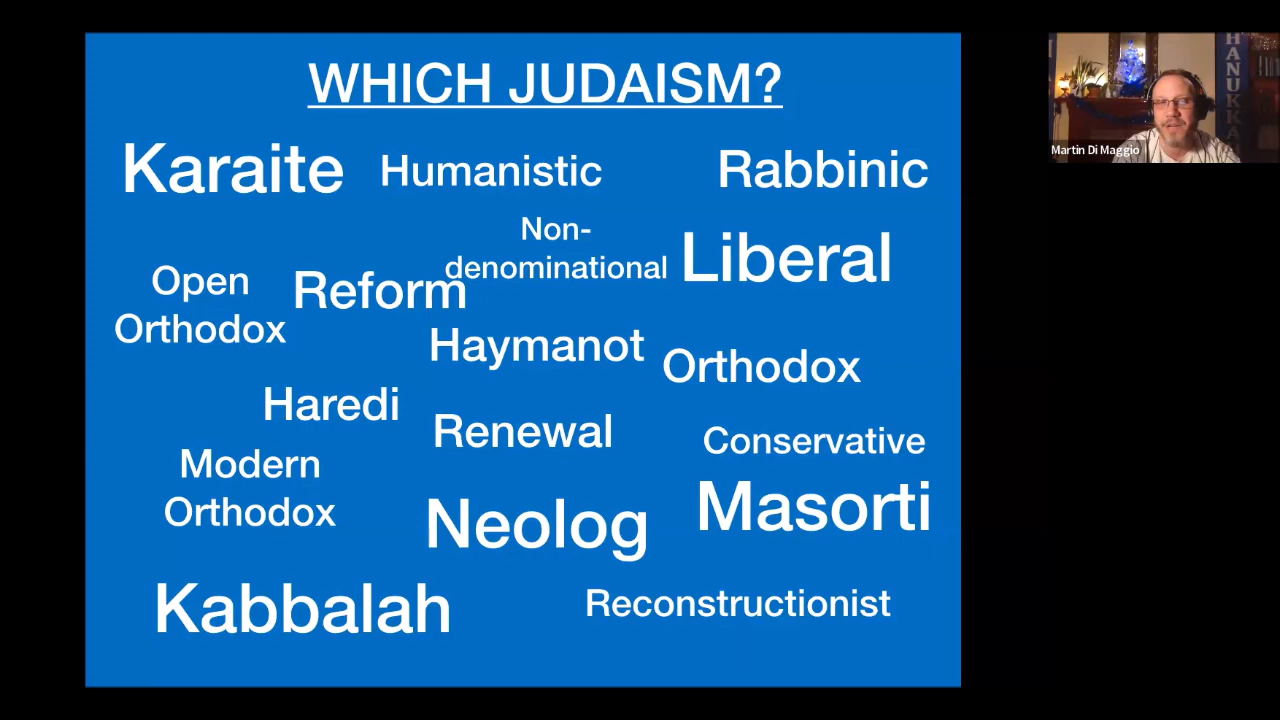 WHICH JUDAISM?
Karaite
Humanistic
Rabbinic
Non-
denominational
Liberal
Open
Orthodox
Reform
Haymanot
Orthodox
Haredi
Renewal
Conservative
Modern
Orthodox
Neolog
Masorti
Kabbalah
Reconstructionist
HANUKKA
Martin Di Maggio